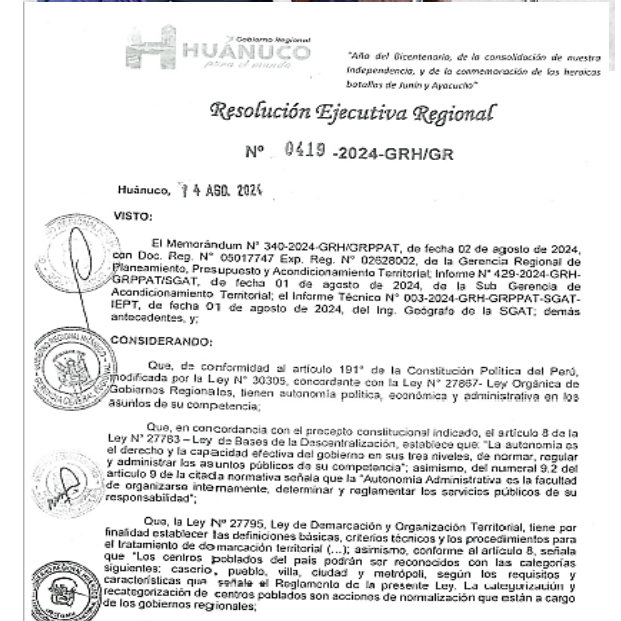 Gobierno Regional
HUÁNUCO
para el mundo
"Año del Bicentenario, de la consolidación de nuestra
Independencia, y de la conmemoración de las heroicas
batallas de Junín y Ayacucho"
Resolución Ejecutiva Regional
N° 0419 -2024-GRH/GR
Huánuco, 14 AGO. 2024
VISTO:
El Memorándum N° 340-2024-GRH/GRPPAT, de fecha 02 de agosto de 2024,
con Doc. Reg. N° 05017747 Exp. Reg. N° 02628002, de la Gerencia Regional de
Planeamiento, Presupuesto y Acondicionamiento Territorial; Informe N° 429-2024-GRH-
GRPPAT/SGAT, de fecha 01 de agosto de 2024, de la Sub Gerencia de
Acondicionamiento Territorial; el Informe Técnico N° 003-2024-GRH-GRPPAT-SGAT-
IEPT, de fecha 01 de agosto de 2024, del Ing. Geógrafo de la SGAT; demás
antecedentes, y;
CONSIDERANDO:
Que, de conformidad al artículo 191° de la Constitución Política del Perú,
modificada por la Ley N° 30305, concordante con la Ley N° 27867- Ley Orgánica de
Gobiernos Regionales, tienen autonomía política, económica y administrativa en los
asuntos de su competencia;
Que, en concordancia con el precepto constitucional indicado, el artículo 8 de la
Ley N° 27783 – Ley de Bases de la Descentralización, establece que: "La autonomía es
el derecho y la capacidad efectiva del gobierno en sus tres niveles, de normar, regular
y administrar los asuntos públicos de su competencia"; asimismo, del numeral 9.2 del
artículo 9 de la citada normativa señala que la "Autonomía Administrativa es la facultad
de organizarse internamente, determinar y reglamentar los servicios públicos de su
responsabilidad";
Que, la Ley N° 27795, Ley de Demarcación y Organización Territorial, tiene por
finalidad establecer las definiciones básicas, criterios técnicos y los procedimientos para
el tratamiento de demarcación territorial (...); asimismo, conforme al artículo 8, señala
que "Los centros poblados del país podrán ser reconocidos con las categorías
siguientes: caserío, pueblo, villa, ciudad y metrópoli, según los requisitos y
características que señale el Reglamento de la presente Ley. La categorización y
recategorización de centros poblados son acciones de normalización que están a cargo
de los gobiernos regionales;